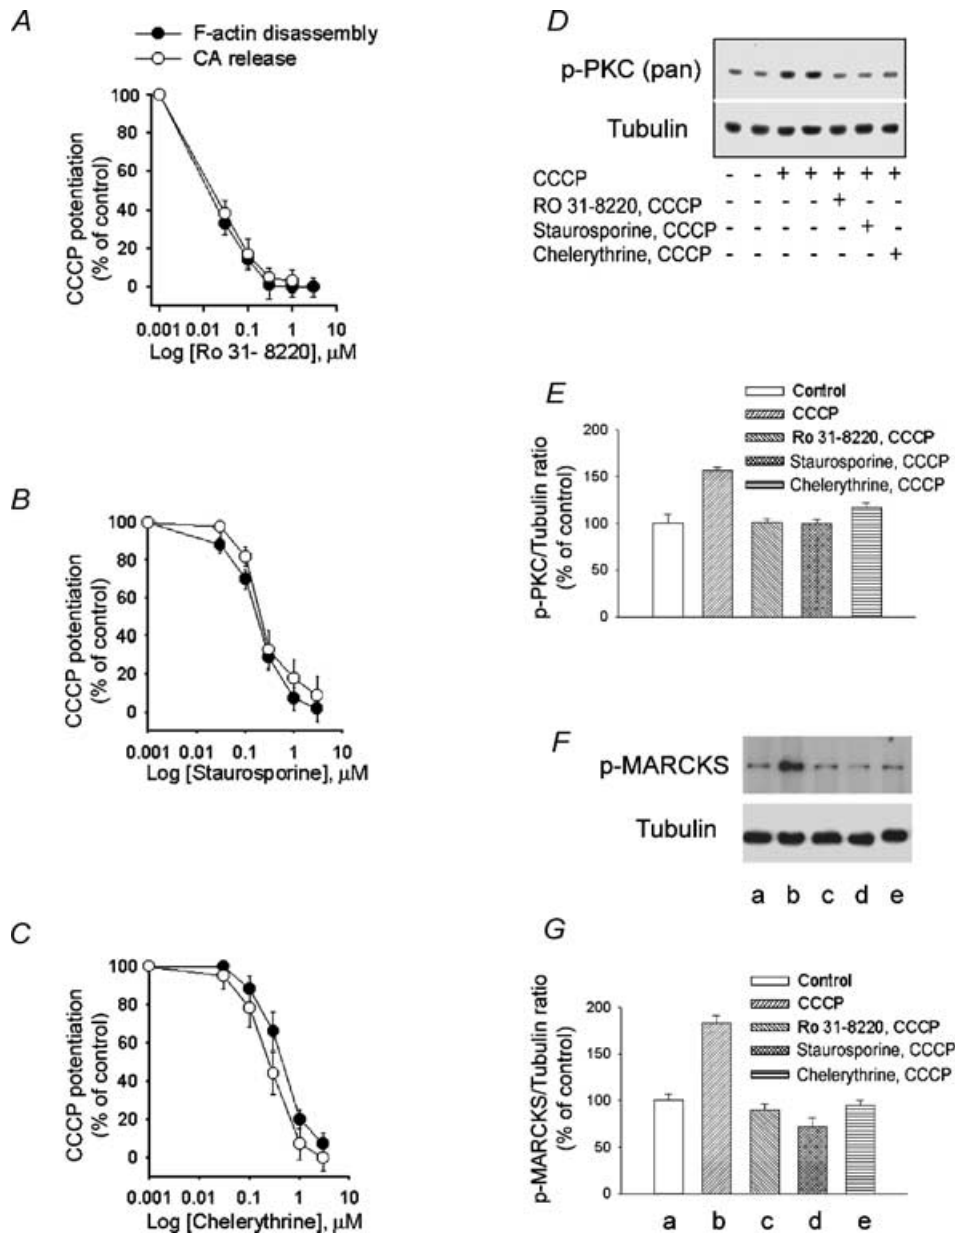 A
F-actin disassembly
CA release
CCCP potentiation
(% of control)
100
80
60
40
20
0
0.001 0.01 0.1 1 10
Log [Ro 31- 8220], µM
B
CCCP potentiation
(% of control)
100
80
60
40
20
0
0.001 0.01 0.1 1 10
Log [Staurosporine], µM
C
CCCP potentiation
(% of control)
100
80
60
40
20
0
0.001 0.01 0.1 1 10
Log [Chelerythrine], µM
D
p-PKC (pan)
Tubulin
CCCP - - + + + + +
RO 31-8220, CCCP - - - - + - -
Staurosporine, CCCP - - - - - + -
Chelerythrine, CCCP - - - - - - +
E
Control
CCCP
Ro 31-8220, CCCP
Staurosporine, CCCP
Chelerythrine, CCCP
p-PKC/Tubulin ratio
(% of control)
200
150
100
50
0
F
p-MARCKS
Tubulin
a b c d e
G
Control
CCCP
Ro 31-8220, CCCP
Staurosporine, CCCP
Chelerythrine, CCCP
p-MARCKS/Tubulin ratio
(% of control)
200
150
100
50
0
a b c d e